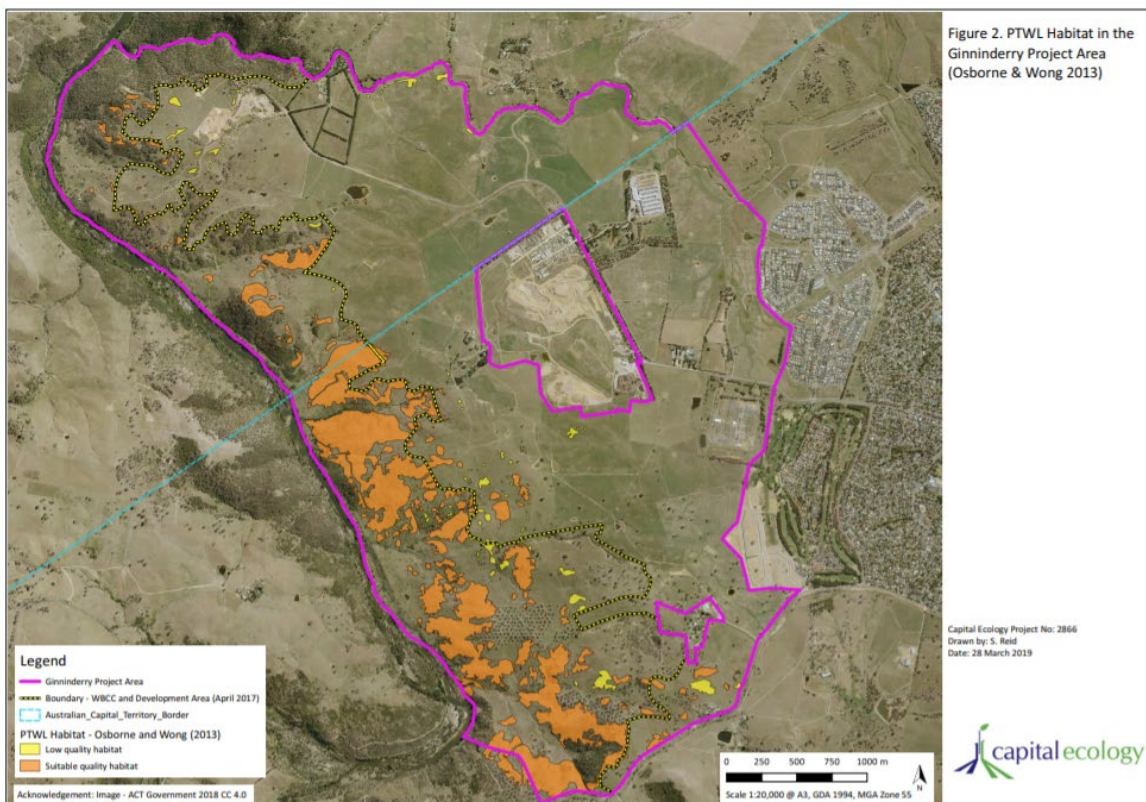 Figure 2. PTWL Habitat in the
Ginninderry Project Area
(Osborne & Wong 2013)
Legend
Ginninderry Project Area
Boundary - WBCC and Development Area (April 2017)
Australian_Capital_Territory_Border
PTWL Habitat - Osborne and Wong (2013)
Low quality habitat
Suitable quality habitat
Acknowledgement: Image - ACT Government 2018 CC 4.0
0 250 500 750 1000 m
N
Scale 1:20,000 @ A3, GDA 1994, MGA Zone 55
Capital Ecology Project No: 2866
Drawn by: S. Reid
Date: 28 March 2019
capital ecology